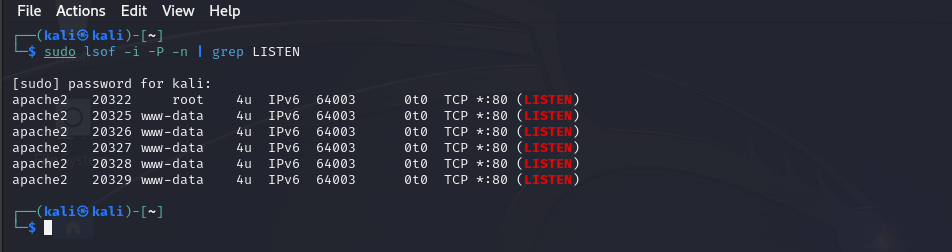 File Actions Edit View Help
┌──(kali㉿kali)-[~]
└─$ sudo lsof -i -P -n | grep LISTEN
[sudo] password for kali:
apache2 20322 root 4u IPv6 64003 0t0 TCP *:80 (LISTEN)
apache2 20325 www-data 4u IPv6 64003 0t0 TCP *:80 (LISTEN)
apache2 20326 www-data 4u IPv6 64003 0t0 TCP *:80 (LISTEN)
apache2 20327 www-data 4u IPv6 64003 0t0 TCP *:80 (LISTEN)
apache2 20328 www-data 4u IPv6 64003 0t0 TCP *:80 (LISTEN)
apache2 20329 www-data 4u IPv6 64003 0t0 TCP *:80 (LISTEN)
┌──(kali㉿kali)-[~]
└─$